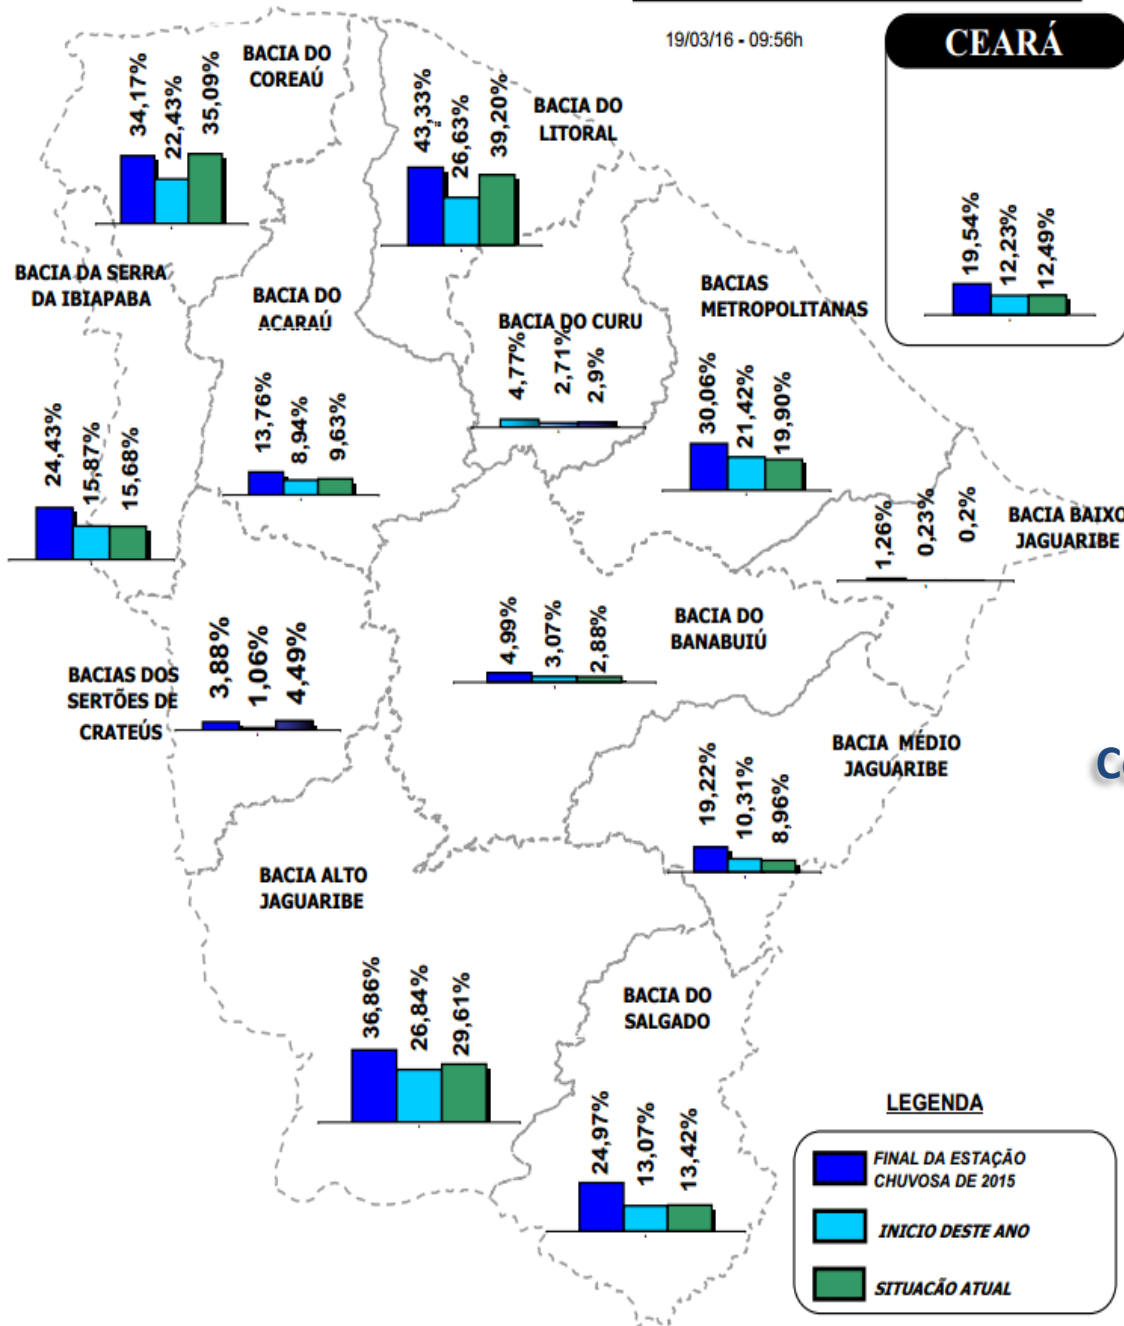 19/03/16 - 09:56h
CEARÁ
19,54%
12,23%
12,49%
BACIA DO
COREAÚ
34,17%
22,43%
35,09%
BACIA DO
LITORAL
43,33%
26,63%
39,20%
BACIA DA SERRA
DA IBIAPABA
24,43%
15,87%
15,68%
BACIA DO
ACARAÚ
13,76%
8,94%
9,63%
BACIA DO CURU
4,77%
2,71%
2,9%
BACIAS
METROPOLITANAS
30,06%
21,42%
19,90%
BACIA BAIXO
JAGUARIBE
1,26%
0,23%
0,2%
BACIAS DOS
SERTÕES DE
CRATEÚS
3,88%
1,06%
4,49%
BACIA DO
BANABUIÚ
4,99%
3,07%
2,88%
BACIA MÉDIO
JAGUARIBE
19,22%
10,31%
8,96%
BACIA ALTO
JAGUARIBE
36,86%
26,84%
29,61%
BACIA DO
SALGADO
24,97%
13,07%
13,42%
LEGENDA
FINAL DA ESTAÇÃO
CHUVOSA DE 2015
INICIO DESTE ANO
SITUACÃO ATUAL